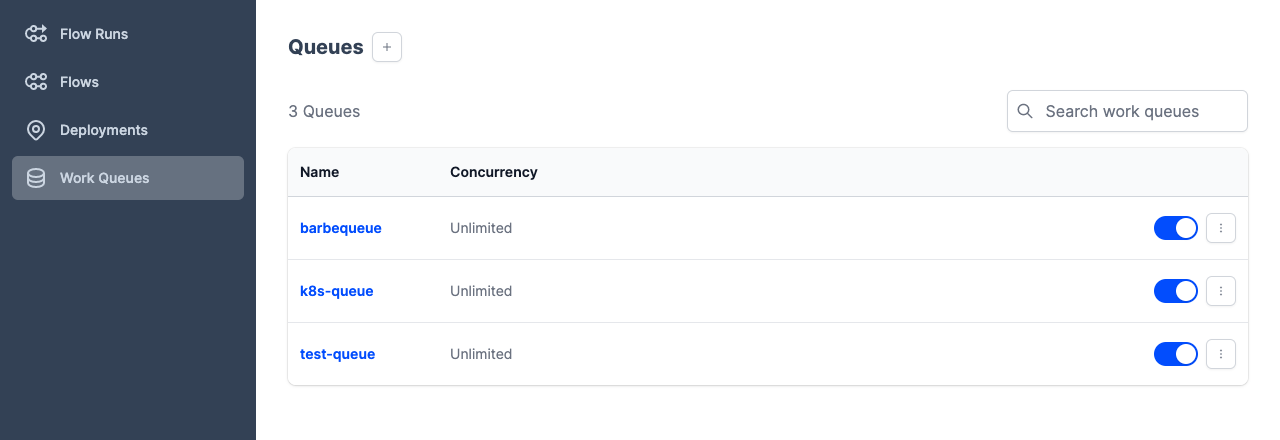 Flow Runs
Flows
Deployments
Work Queues
Queues +
3 Queues
Search work queues
Name Concurrency
barbequeue Unlimited
k8s-queue Unlimited
test-queue Unlimited